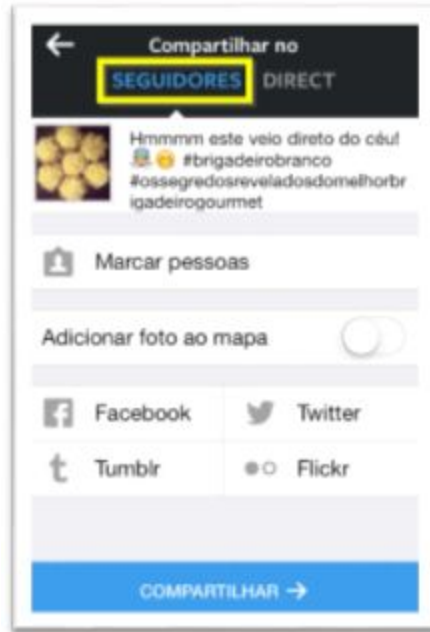 Compartilhar no
SEGUIDORES DIRECT
Hmmmm este veio direto do céu!
👼😋 #brigadeirobranco
#ossegredosreveladosdomelhorbr
igadeirogourmet
Marcar pessoas
Adicionar foto ao mapa
Facebook Twitter
Tumblr Flickr
COMPARTILHAR →